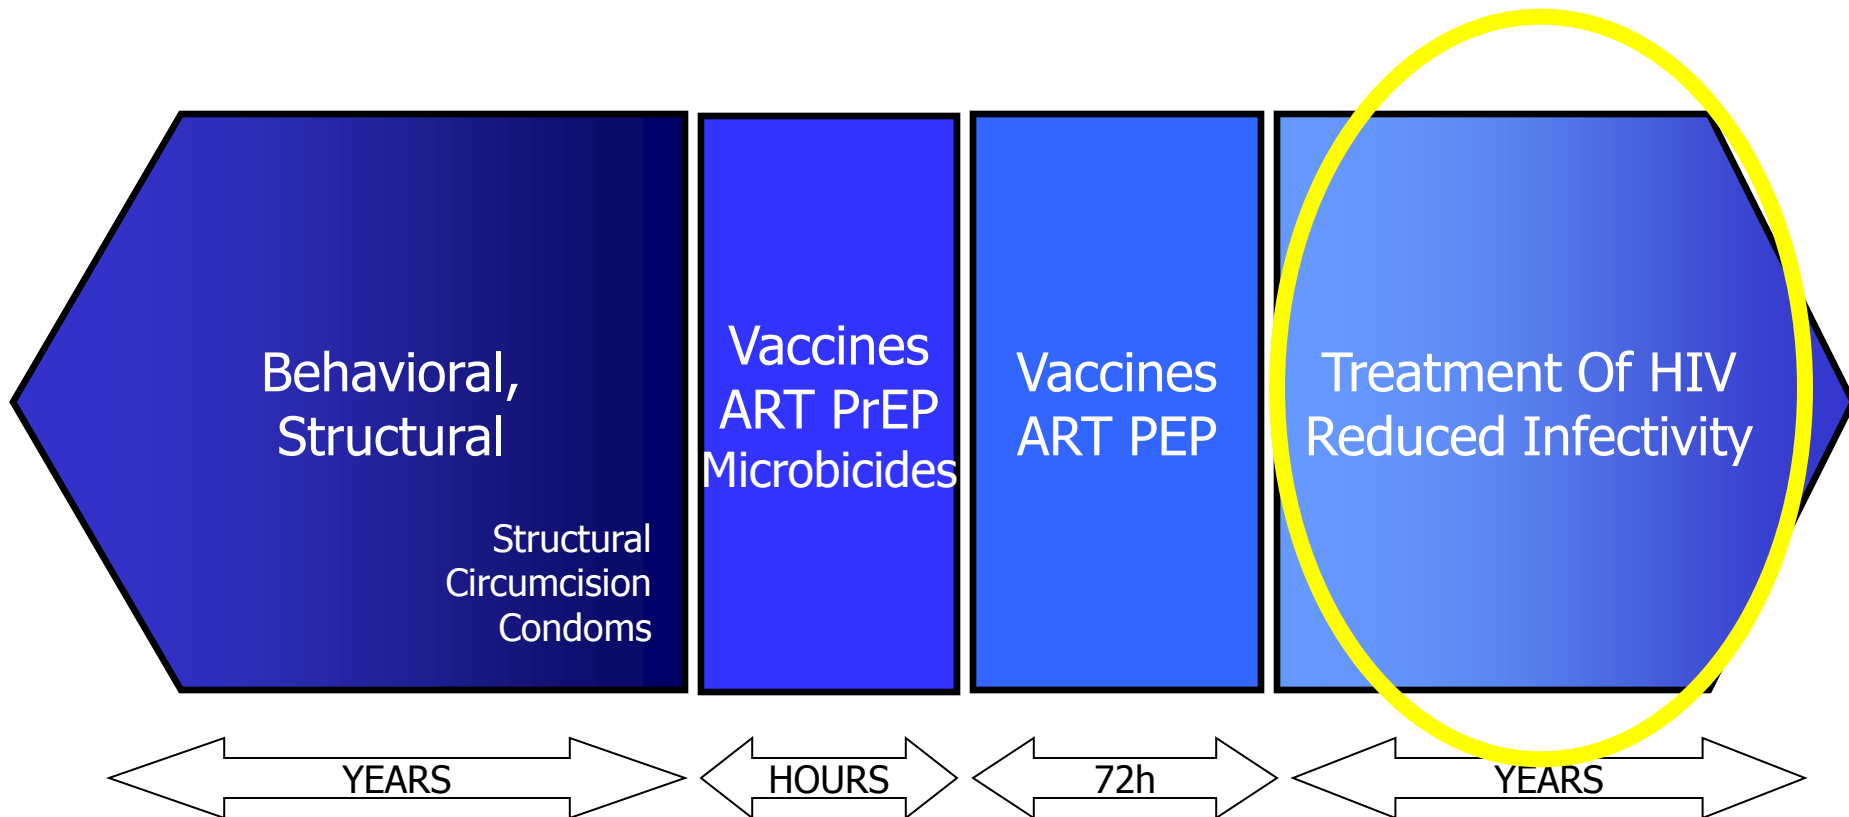 Behavioral,
Structural
Structural
Circumcision
Condoms
Vaccines
ART PrEP
Microbicides
Vaccines
ART PEP
Treatment Of HIV
Reduced Infectivity
YEARS
HOURS
72h
YEARS